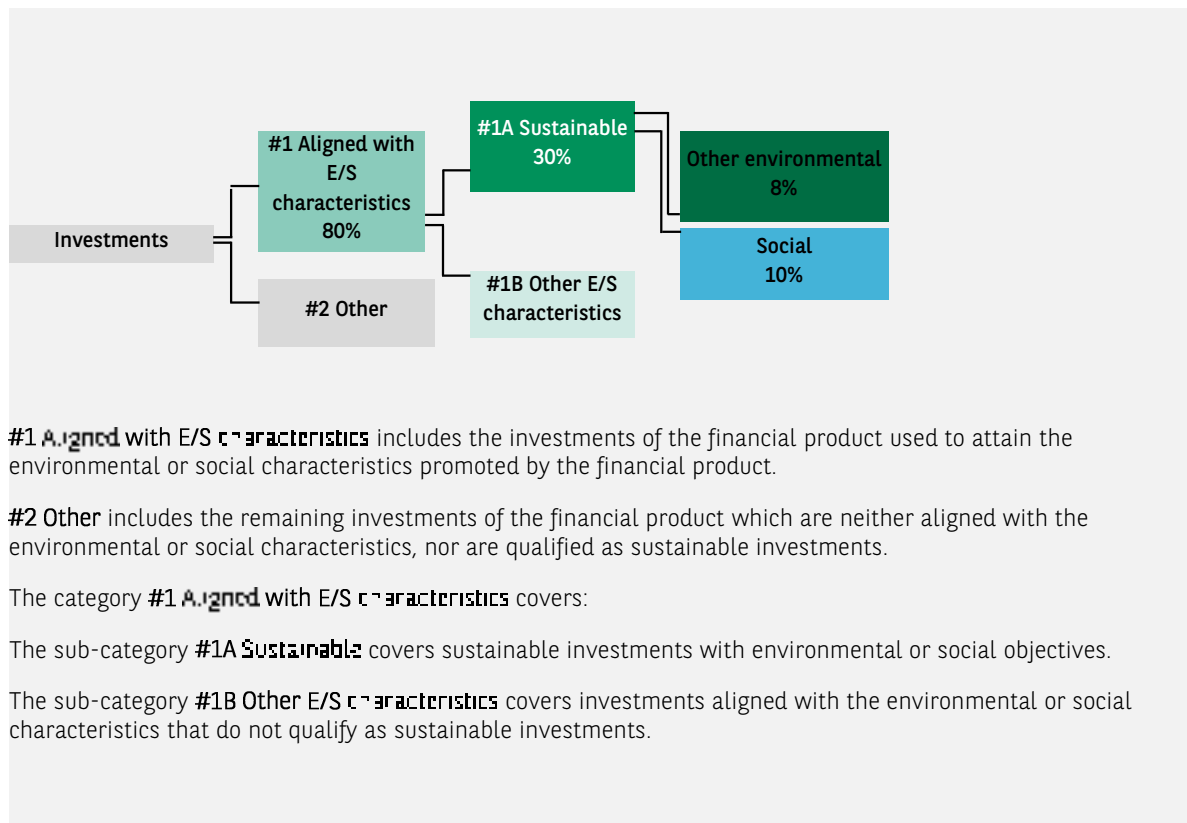 #1A Sustainable
30%
#1 Aligned with
E/S
characteristics
80%
Other environmental
8%
Investments
Social
10%
#1B Other E/S
characteristics
#2 Other
#1 Aligned with E/S characteristics includes the investments of the financial product used to attain the
environmental or social characteristics promoted by the financial product.
#2 Other includes the remaining investments of the financial product which are neither aligned with the
environmental or social characteristics, nor are qualified as sustainable investments.
The category #1 Aligned with E/S characteristics covers:
The sub-category #1A Sustainable covers sustainable investments with environmental or social objectives.
The sub-category #1B Other E/S characteristics covers investments aligned with the environmental or social
characteristics that do not qualify as sustainable investments.